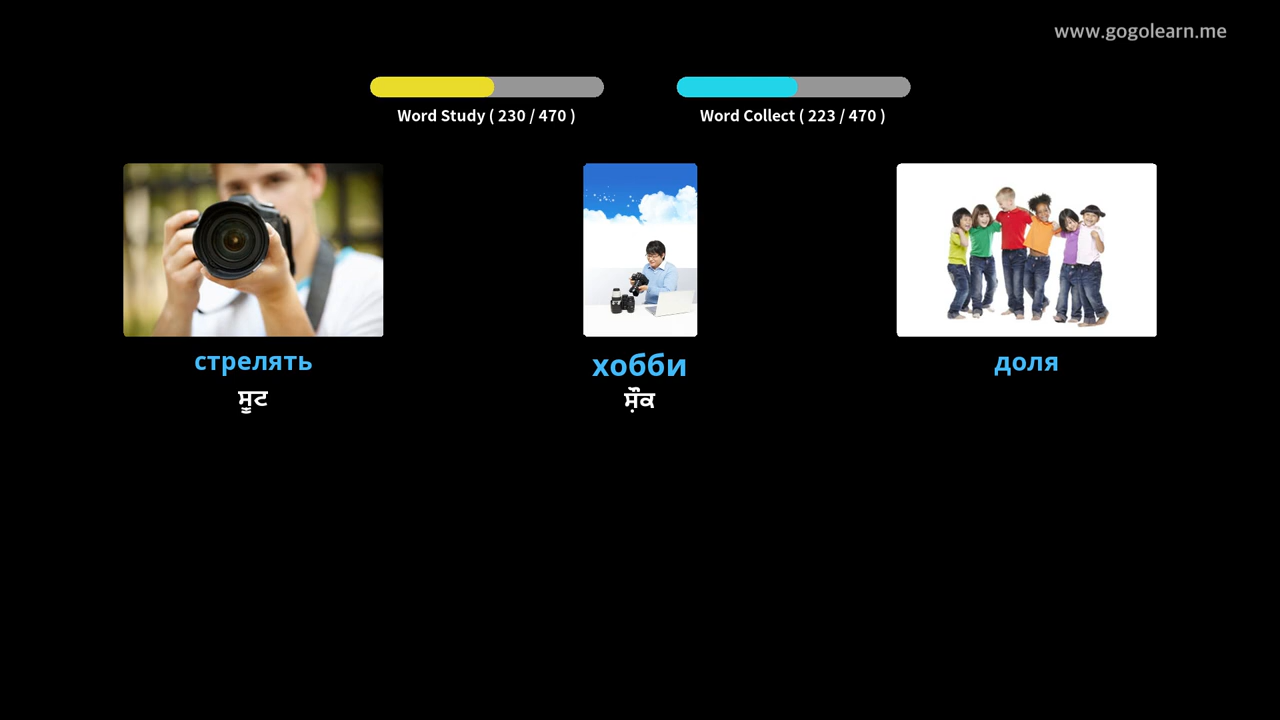 www.gogolearn.me
Word Study ( 230 / 470 )
Word Collect ( 223 / 470 )
стрелять
хобби
доля
ਸ਼ੂਟ
ਸ਼ੌਕ